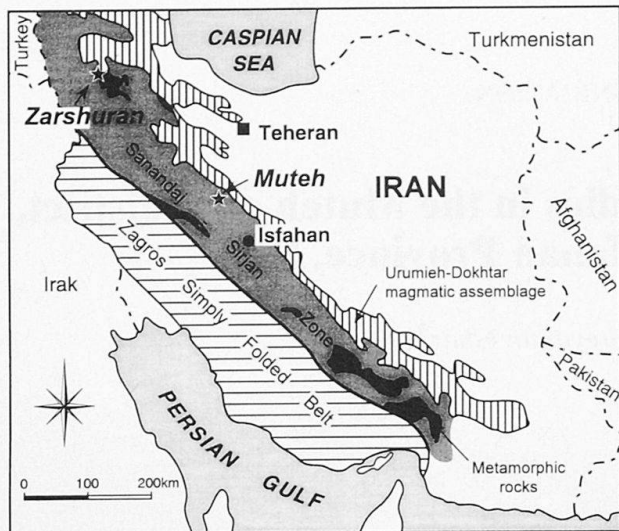 CASPIAN
SEA
Turkmenistan
Turkey
Zarshuran
Teheran
Sanandaj
Muteh
IRAN
Isfahan
Sirjan
Zone
Afghanistan
Irak
Zagros
Simply
Folded
Belt
Urumieh-Dokhtar
magmatic assemblage
Pakistan
PERSIAN GULF
Metamorphic
rocks
0 100 200km